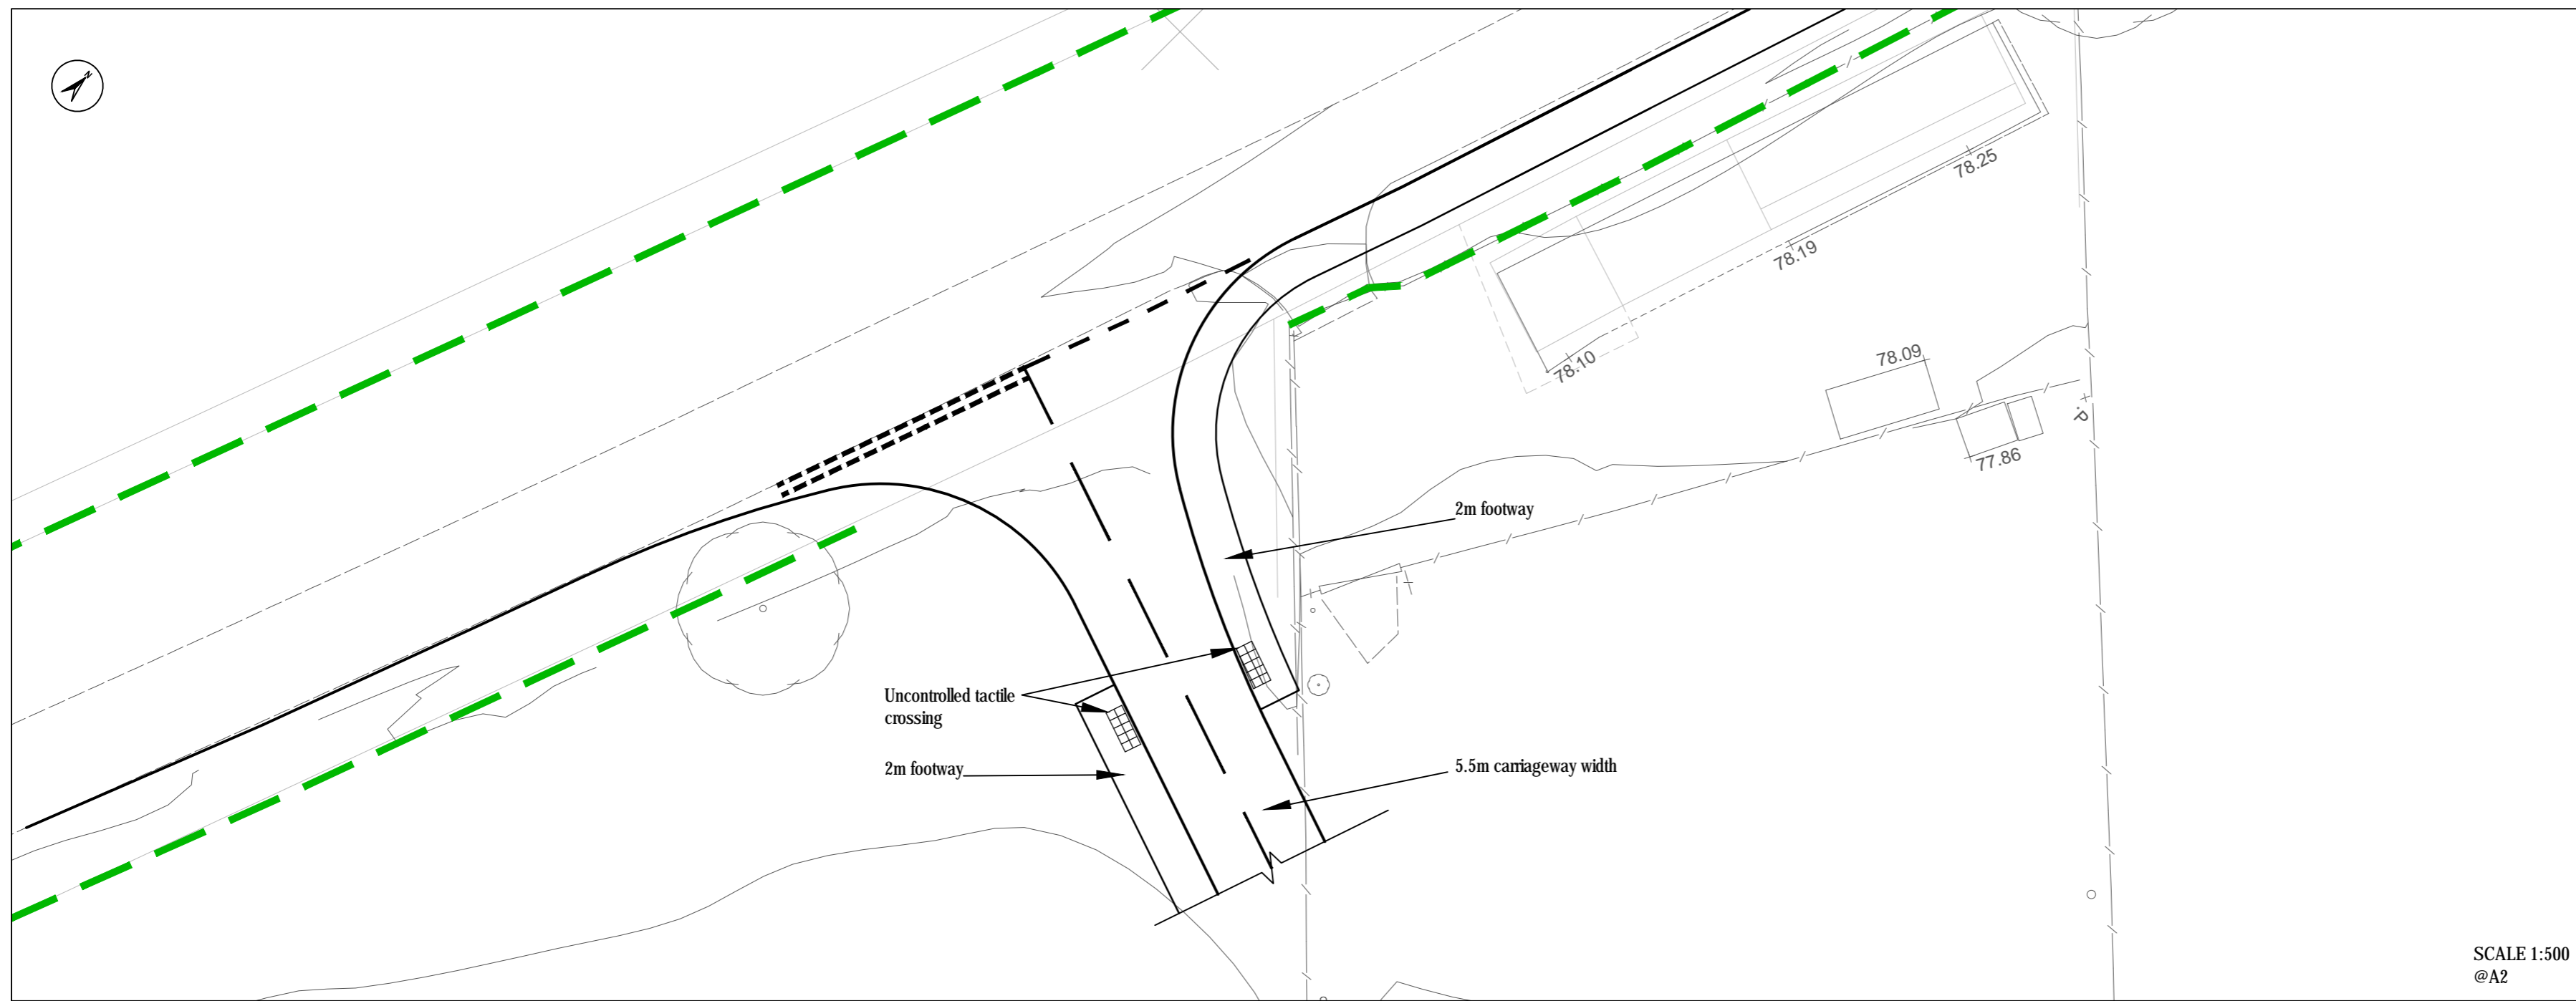 N
78.25
78.19
78.10
78.09
.P
77.86
2m footway
Uncontrolled tactile
crossing
2m footway
5.5m carriageway width
SCALE 1:500
@A2